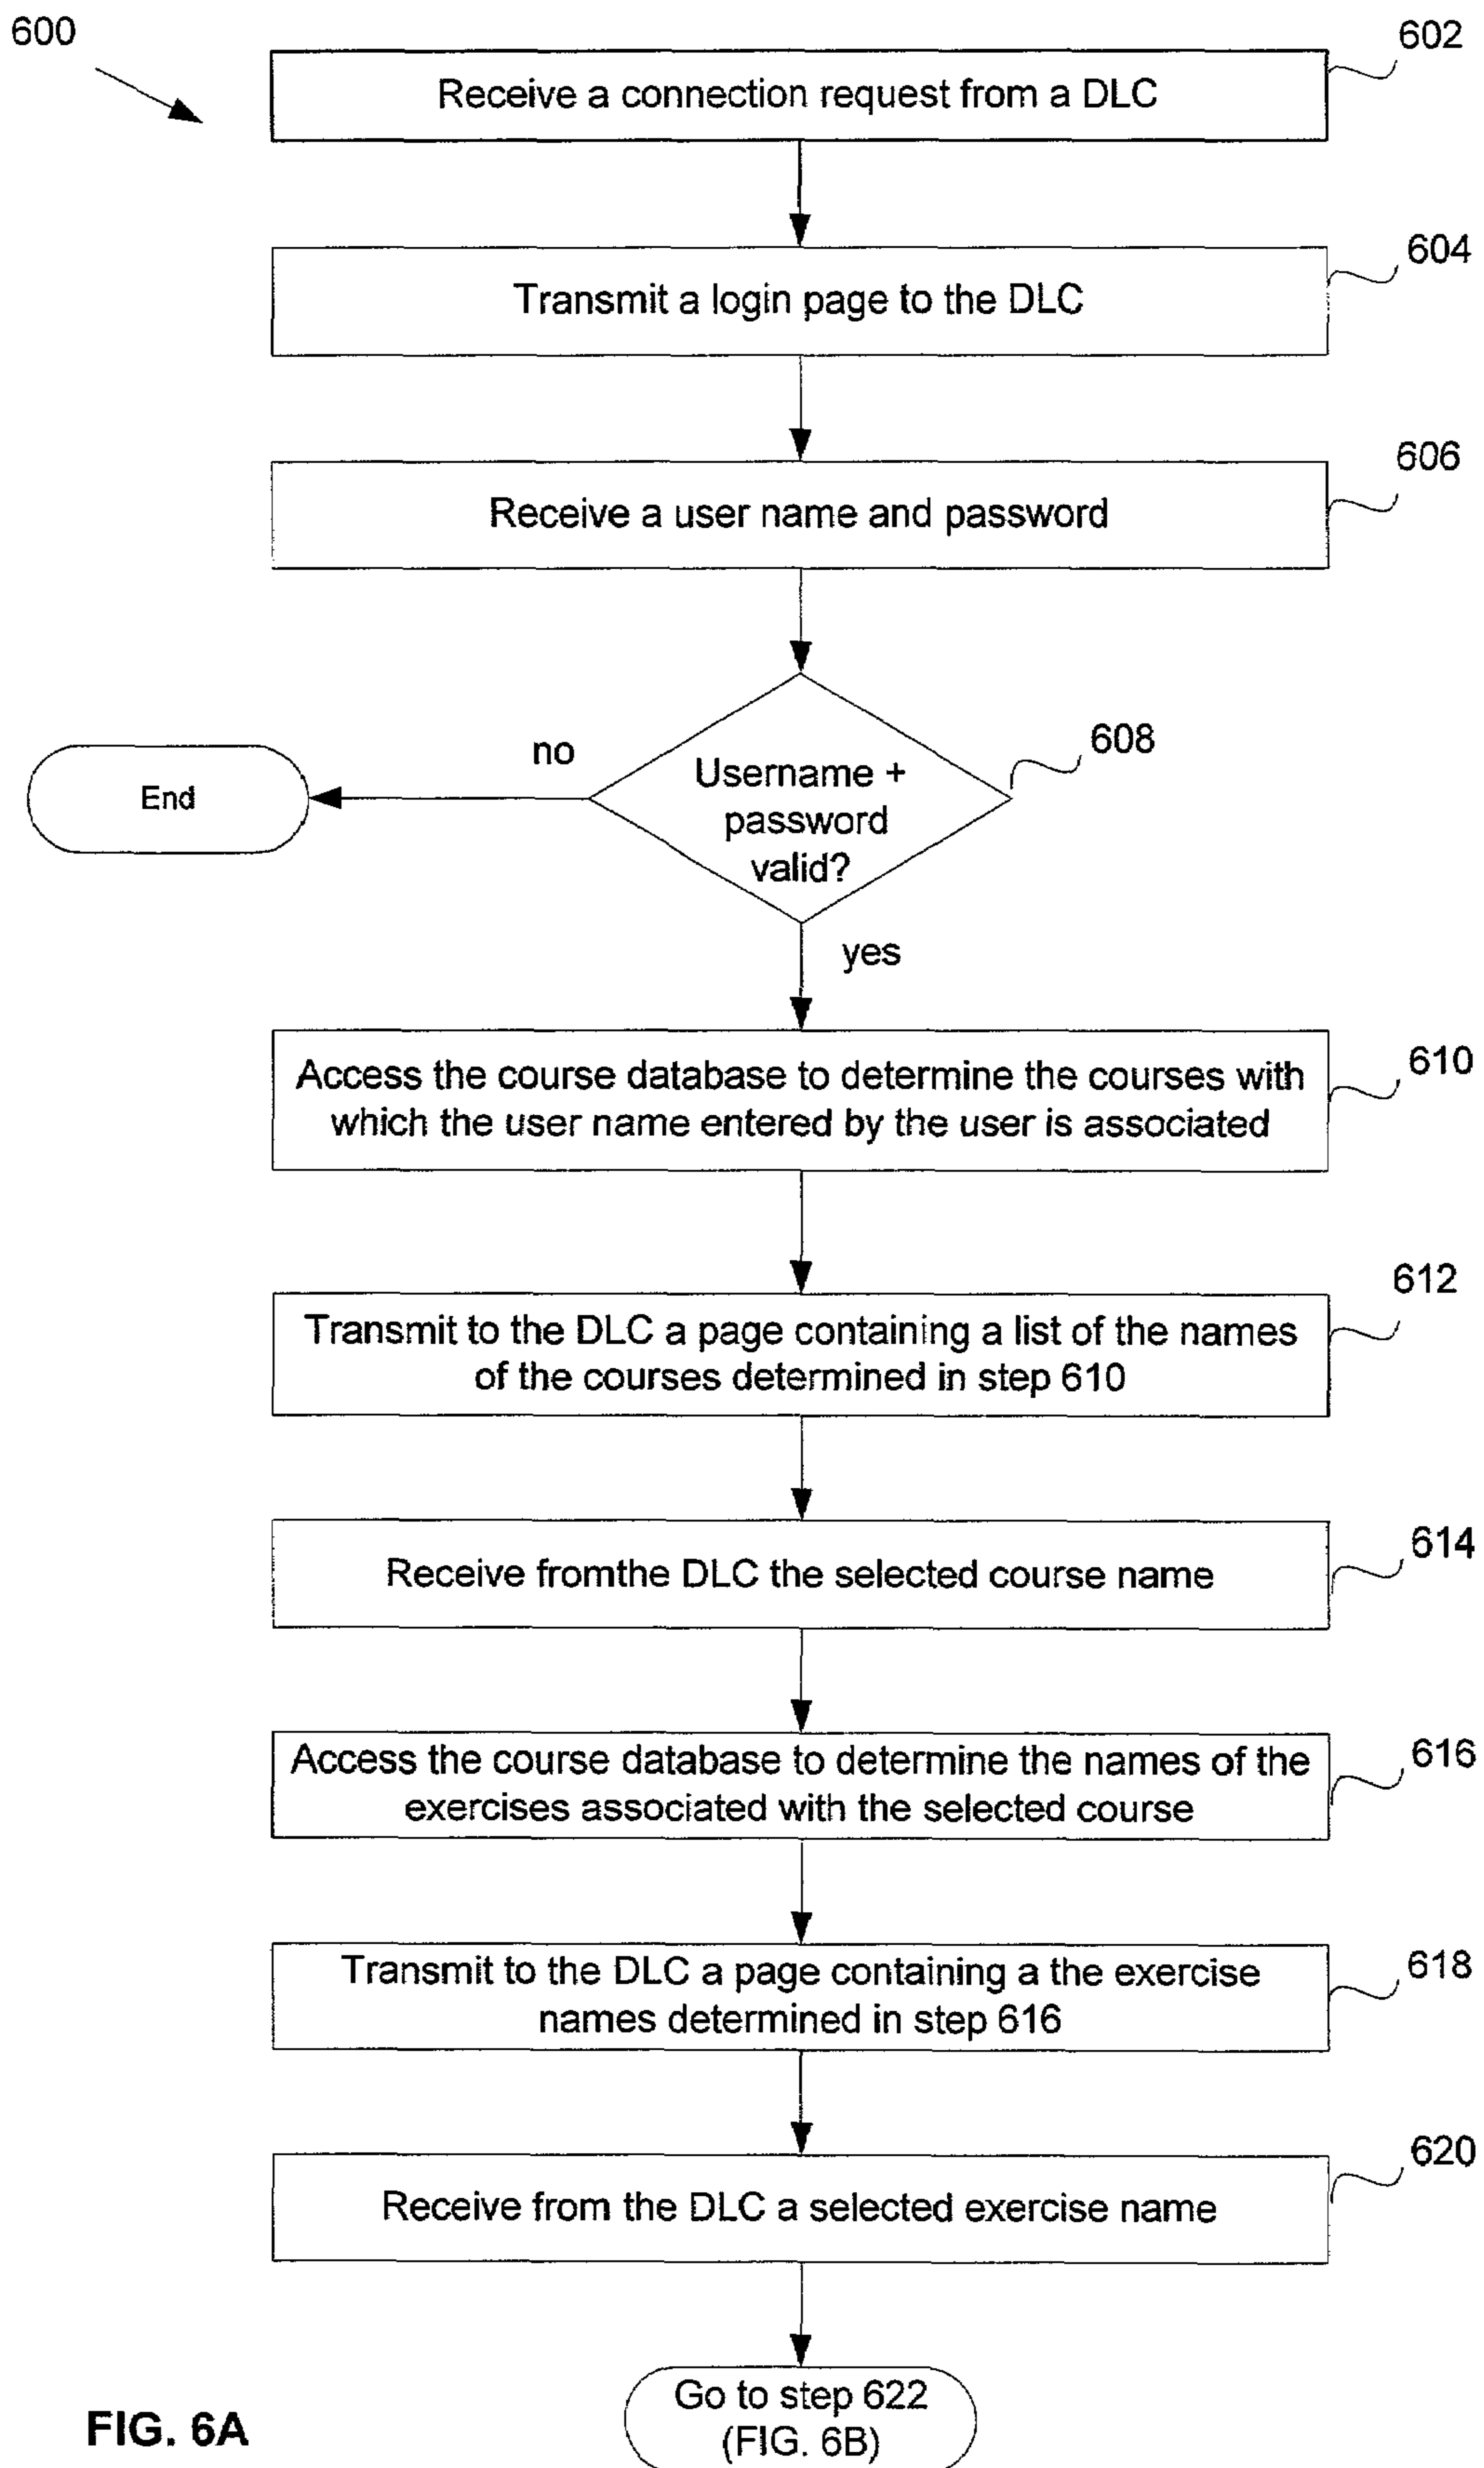 600
602
Receive a connection request from a DLC
604
Transmit a login page to the DLC
606
Receive a user name and password
608
no
Username +
password
valid?
End
yes
610
Access the course database to determine the courses with
which the user name entered by the user is associated
612
Transmit to the DLC a page containing a list of the names
of the courses determined in step 610
614
Receive fromthe DLC the selected course name
616
Access the course database to determine the names of the
exercises associated with the selected course
618
Transmit to the DLC a page containing a the exercise
names determined in step 616
620
Receive from the DLC a selected exercise name
Go to step 622
(FIG. 6B)
FIG. 6A